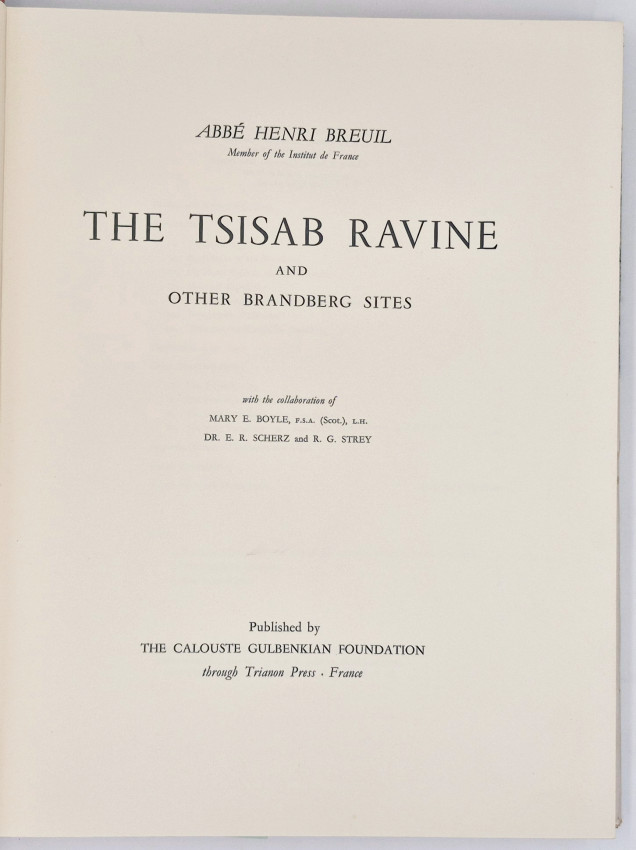 ABBÉ HENRI BREUIL
Member of the Institut de France
THE TSISAB RAVINE
AND
OTHER BRANDBERG SITES
with the collaboration of
MARY E. BOYLE, F.S.A. (Scot.), L.H.
DR. E. R. SCHERZ and R. G. STREY
Published by
THE CALOUSTE GULBENKIAN FOUNDATION
through Trianon Press · France